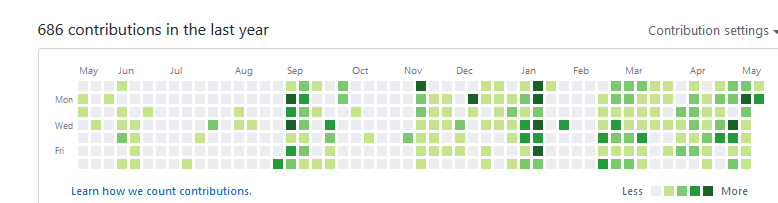 686 contributions in the last year
Contribution settings
May Jun Jul Aug Sep Oct Nov Dec Jan Feb Mar Apr May
Mon
Wed
Fri
Learn how we count contributions.
Less More